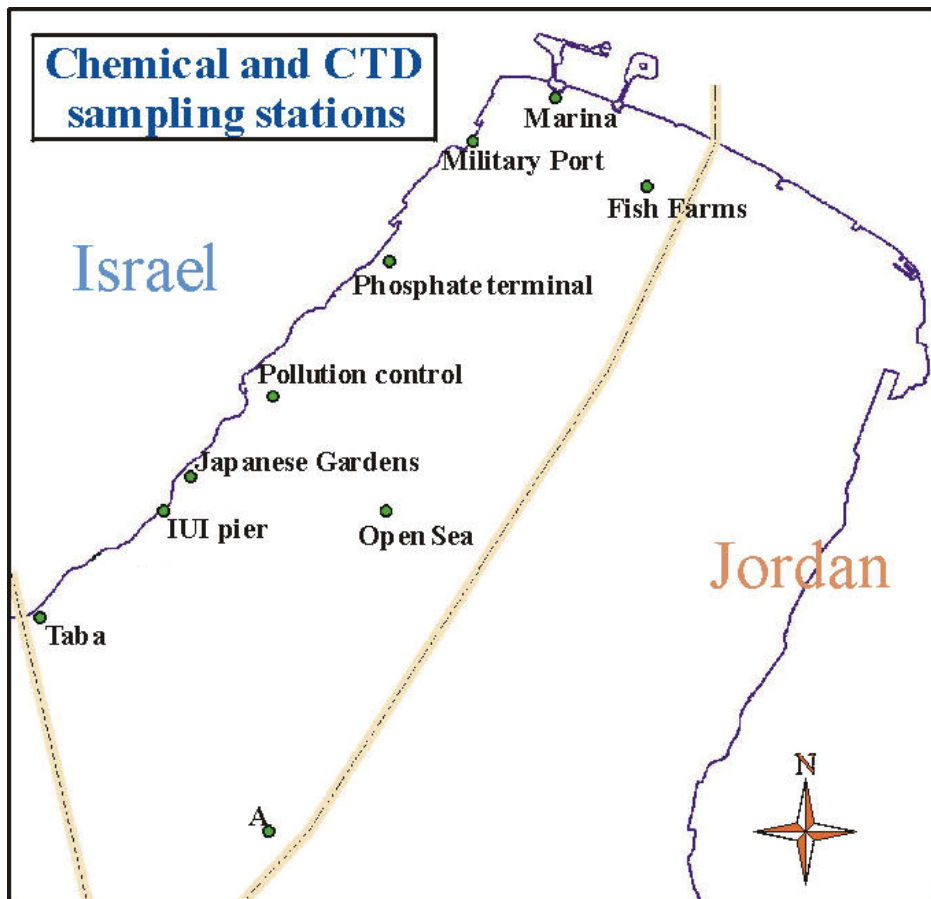 Chemical and CTD
sampling stations
Marina
Military Port
Fish Farms
Israel
Phosphate terminal
Pollution control
Japanese Gardens
IUI pier
Open Sea
Jordan
Taba
N
A